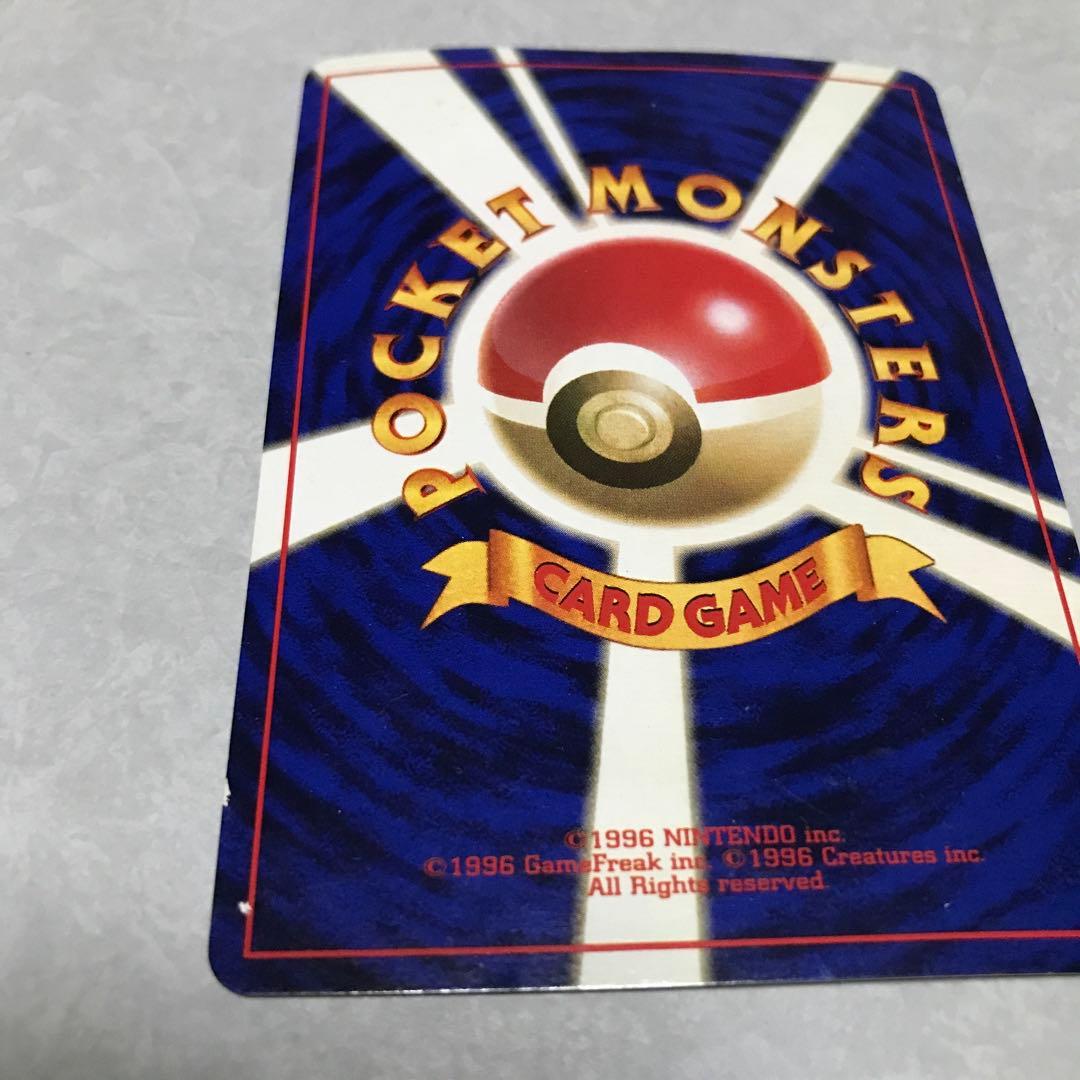 POCKET MONSTERS
CARD GAME
©1996 NINTENDO inc.
©1996 GameFreak inc. ©1996 Creatures inc.
All Rights reserved.